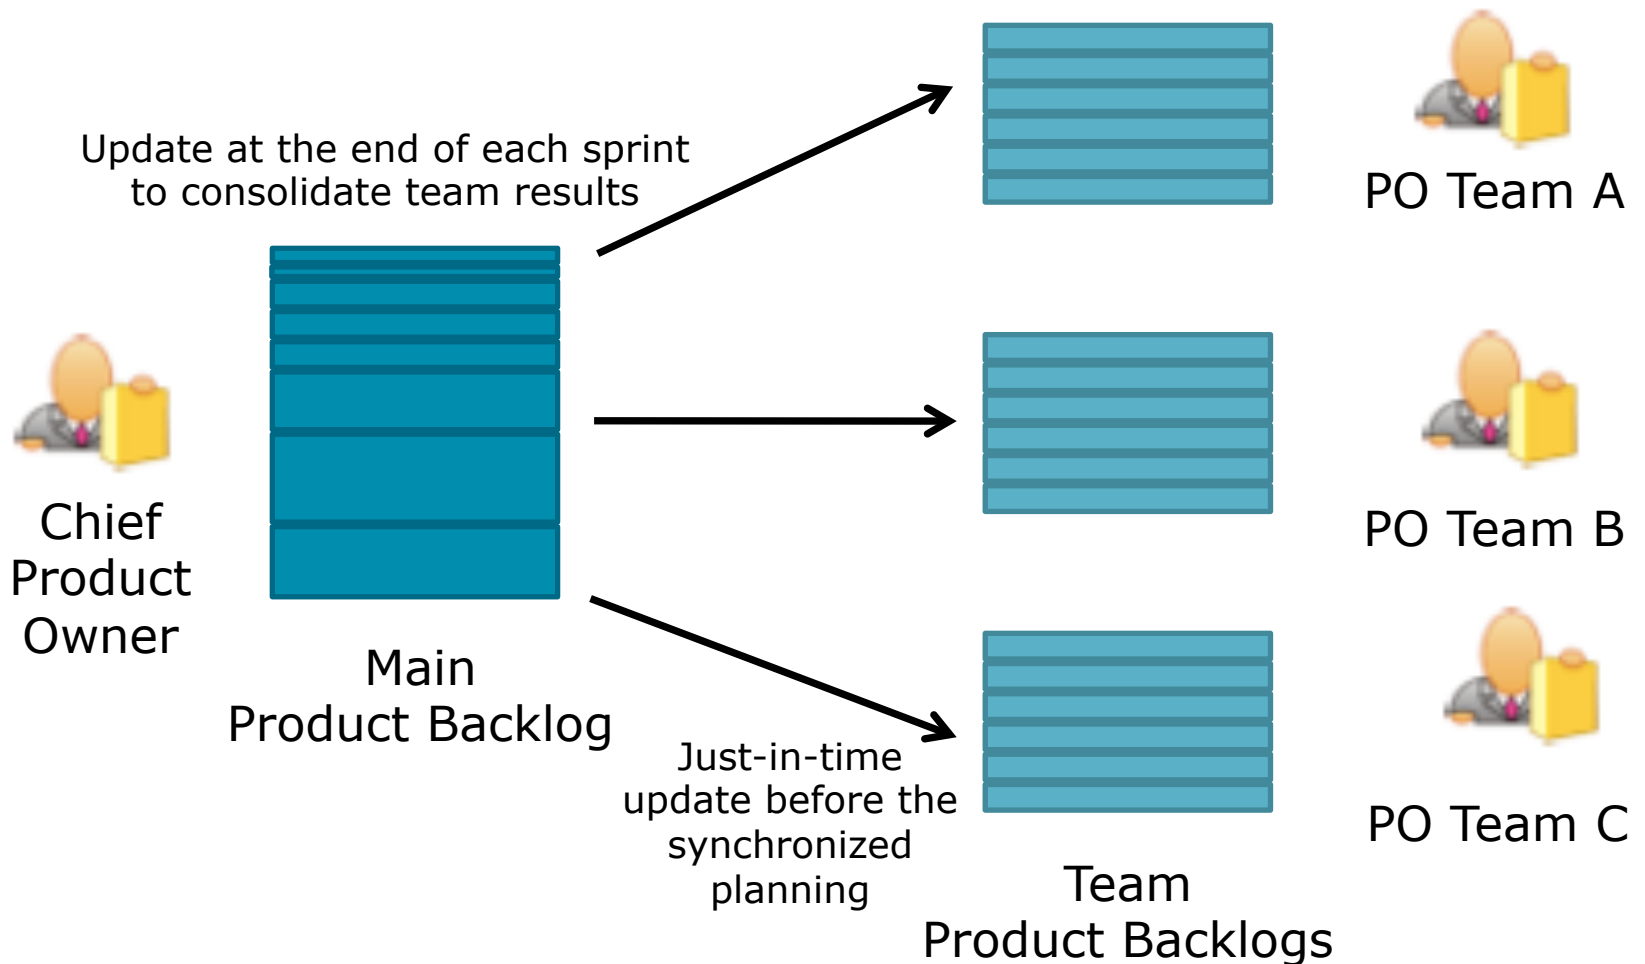 Update at the end of each sprint
to consolidate team results
Chief
Product
Owner
Main
Product Backlog
Just-in-time
update before the
synchronized
planning
PO Team A
PO Team B
PO Team C
Team
Product Backlogs